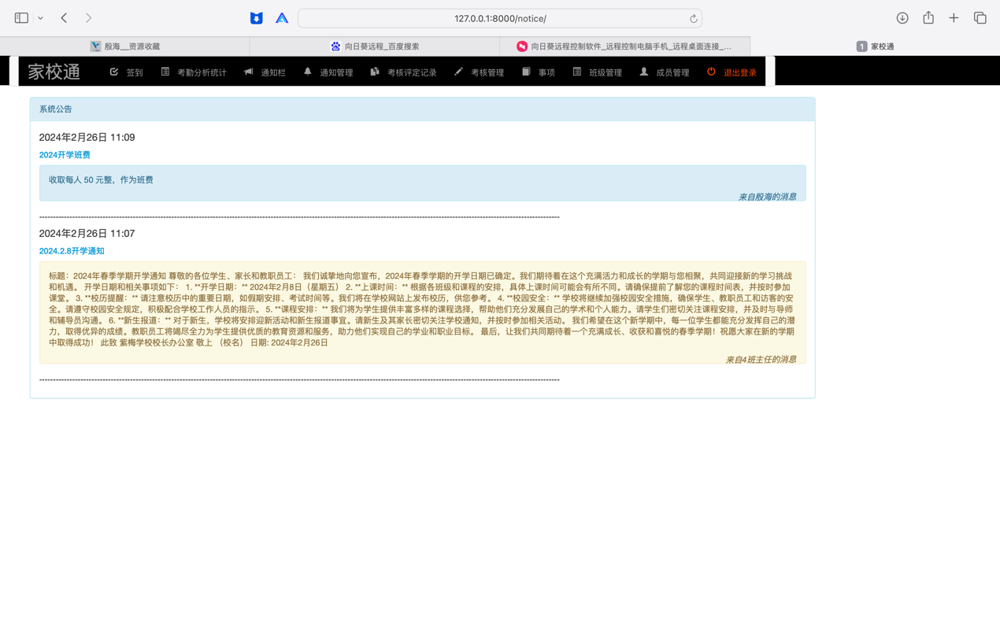 127.0.0.1:8000/notice/
殷海__资源收藏
向日葵远程_百度搜索
向日葵远程控制软件_远程控制电脑手机_远程桌面连接_...
1 家校通
家校通 签到 考勤分析统计 通知栏 通知管理 考核评定记录 考核管理 事项 班级管理 成员管理 退出登录
系统公告
2024年2月26日 11:09
2024开学班费
收取每人 50 元整，作为班费
来自殷海的消息
------------------------------------------------------------------------------------------------------------------------------------------------------
2024年2月26日 11:07
2024.2.8开学通知
标题：2024年春季学期开学通知 尊敬的各位学生、家长和教职员工： 我们诚挚地向您宣布，2024年春季学期的开学日期已确定。我们期待着在这个充满活力和成长的学期与您相聚，共同迎接新的学习挑战
和机遇。 开学日期和相关事项如下： 1. **开学日期：** 2024年2月8日（星期五） 2. **上课时间：** 根据各班级和课程的安排，具体上课时间可能会有所不同。请确保提前了解您的课程时间表，并按时参加
课堂。 3. **校历提醒：** 请注意校历中的重要日期，如假期安排、考试时间等。我们将在学校网站上发布校历，供您参考。 4. **校园安全：** 学校将继续加强校园安全措施，确保学生、教职员工和访客的安
全。请遵守校园安全规定，积极配合学校工作人员的指示。 5. **课程安排：** 我们将为学生提供丰富多样的课程选择，帮助他们充分发展自己的学术和个人能力。请学生们密切关注课程安排，并及时与导师
和辅导员沟通。 6. **新生报道：** 对于新生，学校将安排迎新活动和新生报道事宜。请新生及其家长密切关注学校通知，并按时参加相关活动。 我们希望在这个新学期中，每一位学生都能充分发挥自己的潜
力，取得优异的成绩。教职员工将竭尽全力为学生提供优质的教育资源和服务，助力他们实现自己的学业和职业目标。 最后，让我们共同期待着一个充满成长、收获和喜悦的春季学期！祝愿大家在新的学期
中取得成功！ 此致 紫梅学校校长办公室 敬上 （校名） 日期: 2024年2月26日
来自4班主任的消息
------------------------------------------------------------------------------------------------------------------------------------------------------